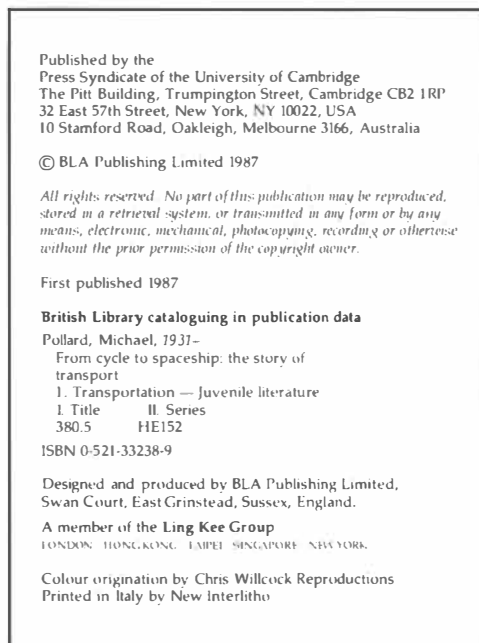 Published by the
Press Syndicate of the University of Cambridge
The Pitt Building, Trumpington Street, Cambridge CB2 1RP
32 East 57th Street, New York, NY 10022, USA
10 Stamford Road, Oakleigh, Melbourne 3166, Australia
© BLA Publishing Limited 1987
All rights reserved. No part of this publication may be reproduced,
stored in a retrieval system, or transmitted in any form or by any
means, electronic, mechanical, photocopying, recording or otherwise
without the prior permission of the copyright owner.
First published 1987
British Library cataloguing in publication data
Pollard, Michael, 1931-
From cycle to spaceship: the story of
transport
1. Transportation — Juvenile literature
I. Title II. Series
380.5 HE152
ISBN 0-521-33238-9
Designed and produced by BLA Publishing Limited,
Swan Court, East Grinstead, Sussex, England.
A member of the Ling Kee Group
LONDON HONG KONG TAIPEI SINGAPORE NEW YORK
Colour origination by Chris Willcock Reproductions
Printed in Italy by New Interlitho